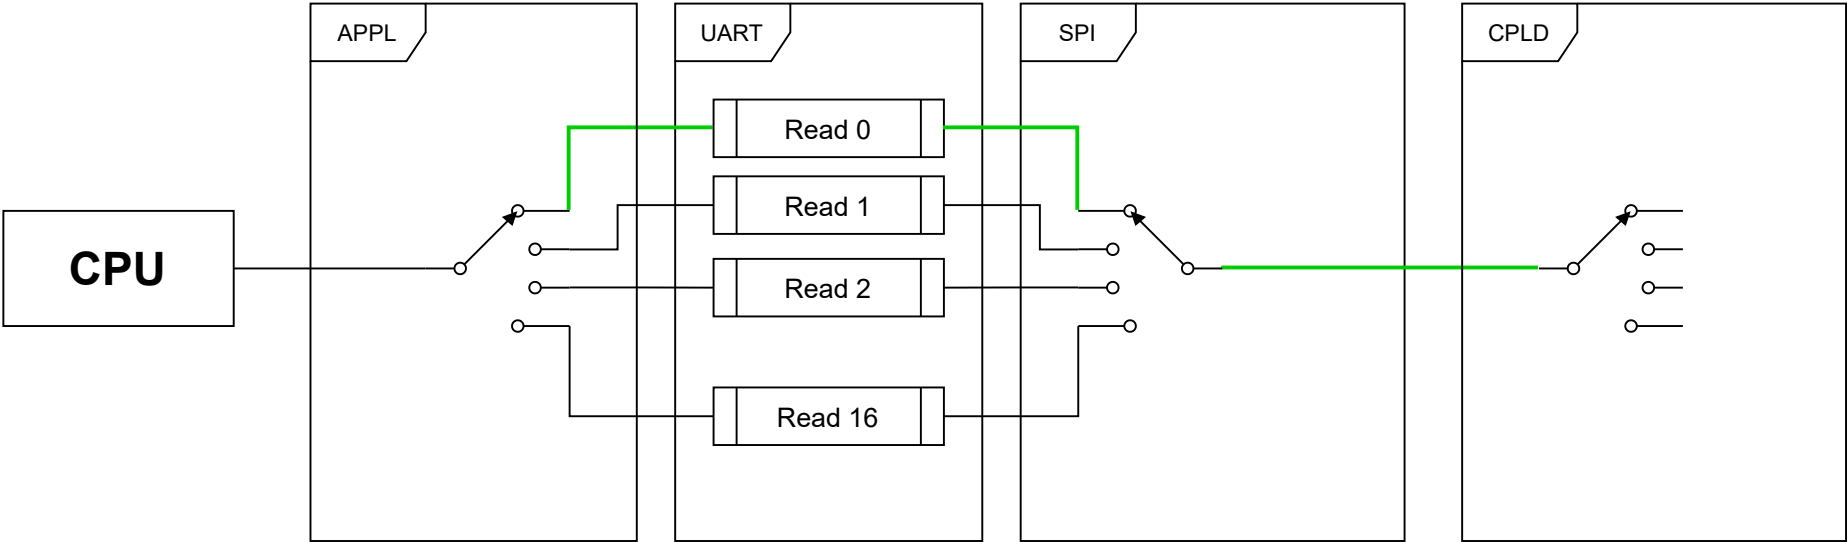 APPL
UART
SPI
CPLD
Read 0
Read 1
CPU
Read 2
Read 16